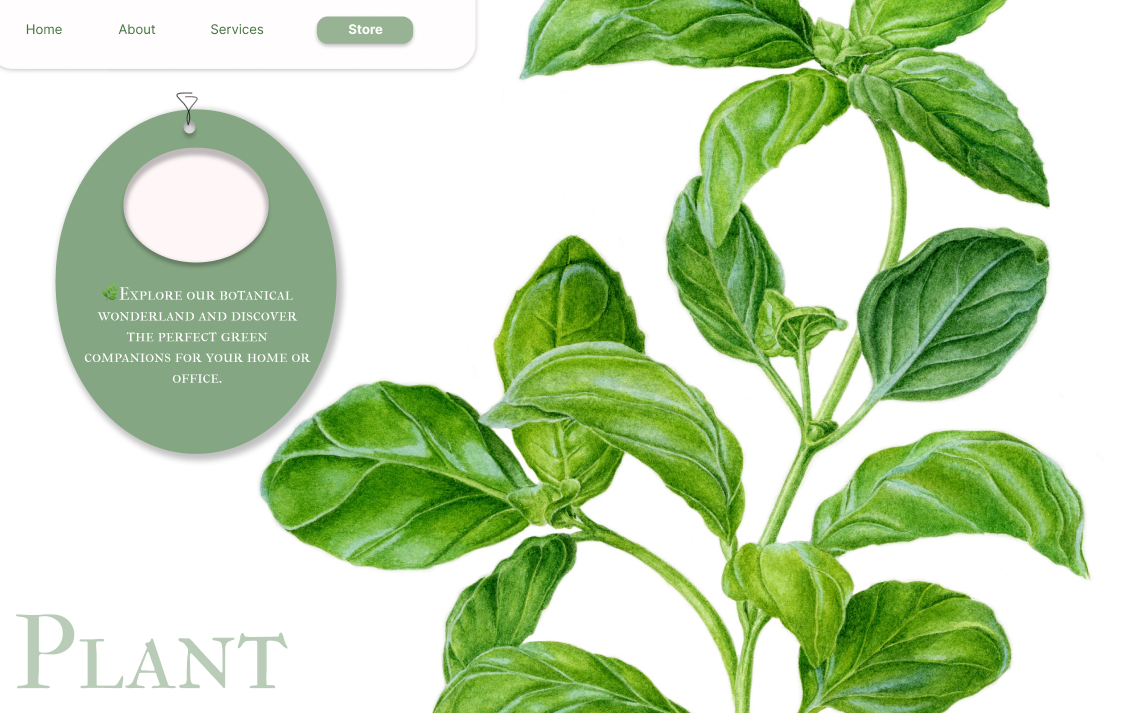 Home About Services Store
🌿Explore our botanical
wonderland and discover
the perfect green
companions for your home or
office.
Plant